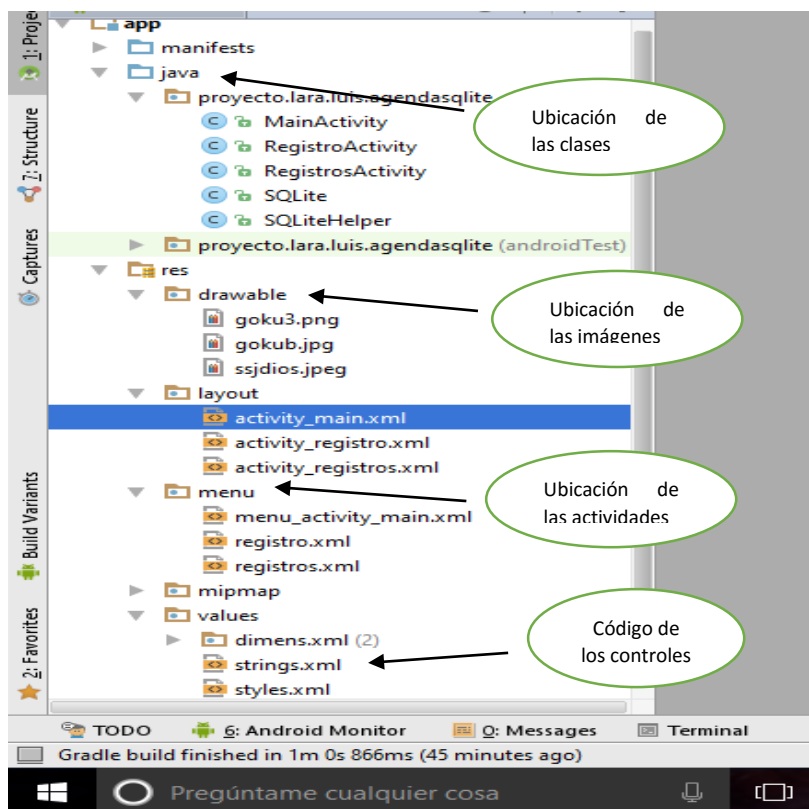 1: Proje
7: Structure
Captures
Build Variants
2: Favorites
app
manifests
java
proyecto.lara.luis.agendasqlite
MainActivity
RegistroActivity
RegistrosActivity
SQLite
SQLiteHelper
proyecto.lara.luis.agendasqlite (androidTest)
res
drawable
goku3.png
gokub.jpg
ssjdios.jpeg
layout
activity_main.xml
activity_registro.xml
activity_registros.xml
menu
menu_activity_main.xml
registro.xml
registros.xml
mipmap
values
dimens.xml (2)
strings.xml
styles.xml
Ubicación de
las clases
Ubicación de
las imágenes
Ubicación de
las actividades
Código de
los controles
TODO 6: Android Monitor 0: Messages Terminal
Gradle build finished in 1m 0s 866ms (45 minutes ago)
Pregúntame cualquier cosa